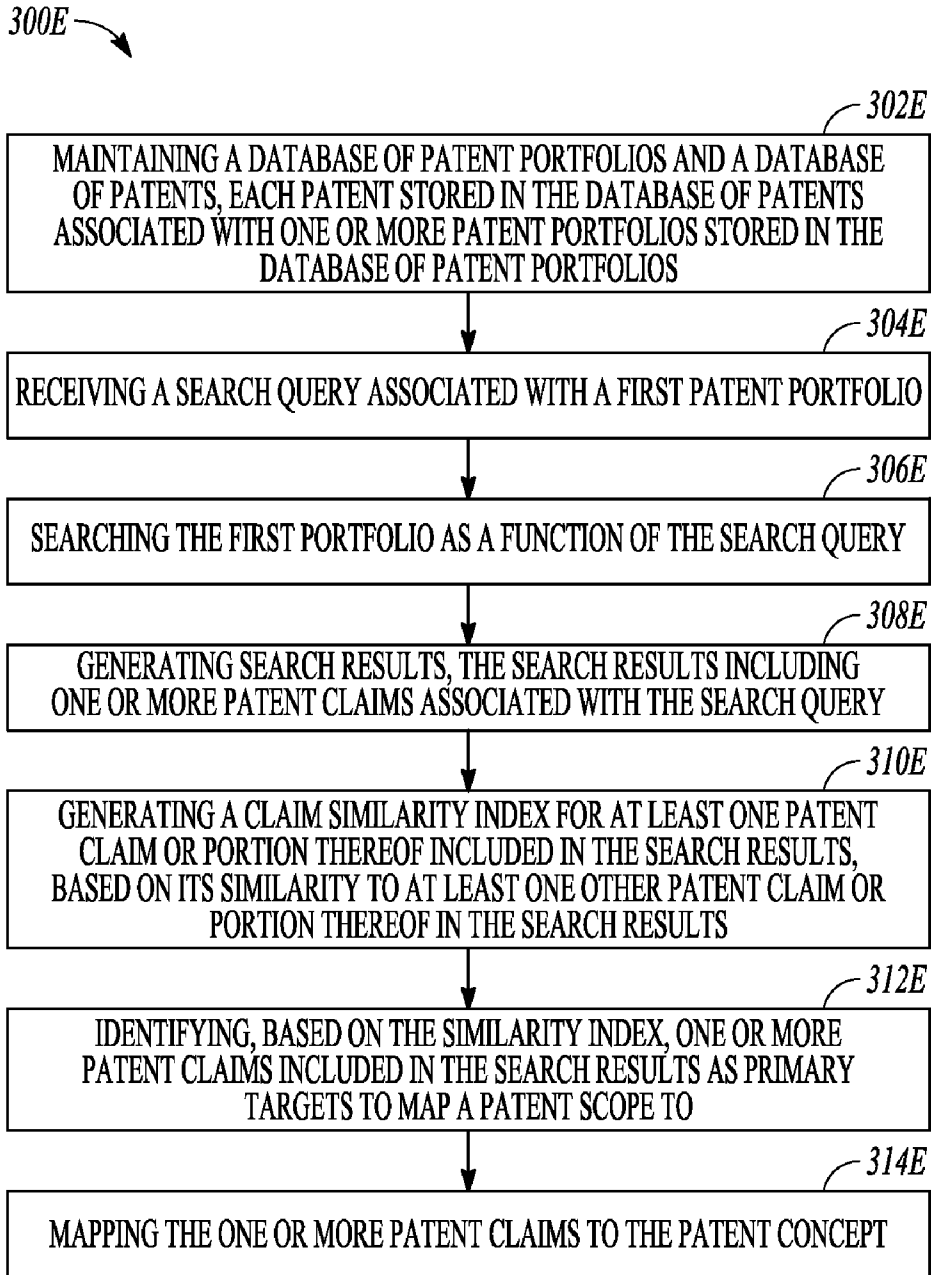 300E
302E
MAINTAINING A DATABASE OF PATENT PORTFOLIOS AND A DATABASE
OF PATENTS, EACH PATENT STORED IN THE DATABASE OF PATENTS
ASSOCIATED WITH ONE OR MORE PATENT PORTFOLIOS STORED IN THE
DATABASE OF PATENT PORTFOLIOS
304E
RECEIVING A SEARCH QUERY ASSOCIATED WITH A FIRST PATENT PORTFOLIO
306E
SEARCHING THE FIRST PORTFOLIO AS A FUNCTION OF THE SEARCH QUERY
308E
GENERATING SEARCH RESULTS, THE SEARCH RESULTS INCLUDING
ONE OR MORE PATENT CLAIMS ASSOCIATED WITH THE SEARCH QUERY
310E
GENERATING A CLAIM SIMILARITY INDEX FOR AT LEAST ONE PATENT
CLAIM OR PORTION THEREOF INCLUDED IN THE SEARCH RESULTS,
BASED ON ITS SIMILARITY TO AT LEAST ONE OTHER PATENT CLAIM OR
PORTION THEREOF IN THE SEARCH RESULTS
312E
IDENTIFYING, BASED ON THE SIMILARITY INDEX, ONE OR MORE
PATENT CLAIMS INCLUDED IN THE SEARCH RESULTS AS PRIMARY
TARGETS TO MAP A PATENT SCOPE TO
314E
MAPPING THE ONE OR MORE PATENT CLAIMS TO THE PATENT CONCEPT